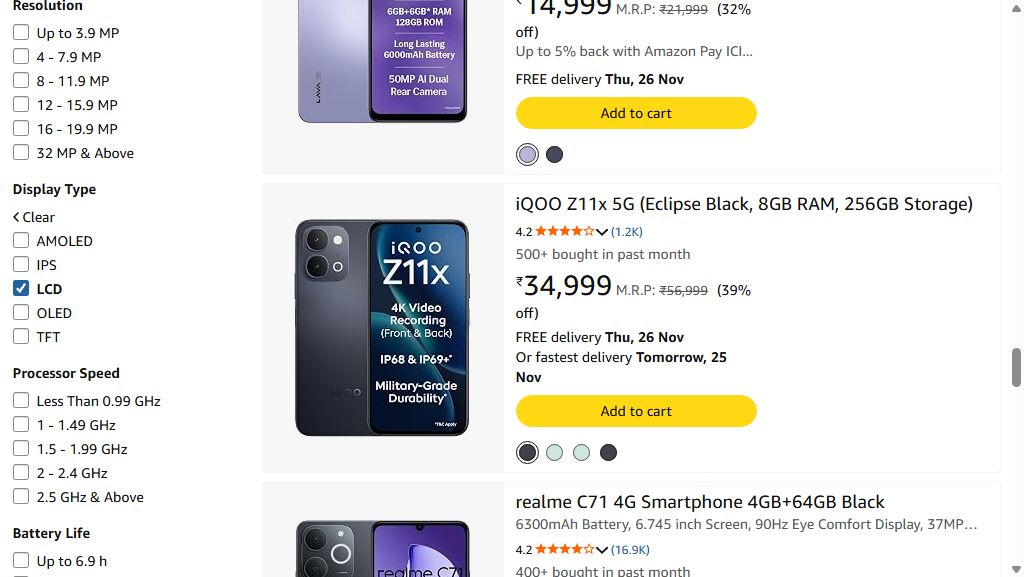 Resolution
Up to 3.9 MP
4 - 7.9 MP
8 - 11.9 MP
12 - 15.9 MP
16 - 19.9 MP
32 MP & Above
Display Type
Clear
AMOLED
IPS
LCD
OLED
TFT
Processor Speed
Less Than 0.99 GHz
1 - 1.49 GHz
1.5 - 1.99 GHz
2 - 2.4 GHz
2.5 GHz & Above
Battery Life
Up to 6.9 h
6GB+6GB* RAM
128GB ROM
Long Lasting
6000mAh Battery
50MP AI Dual
Rear Camera
LAVA
₹14,999 M.R.P: ₹21,999 (32%
off)
Up to 5% back with Amazon Pay ICI…
FREE delivery Thu, 26 Nov
Add to cart
iQOO
Z11x
4K Video
Recording
(Front & Back)
IP68 & IP69+*
Military-Grade
Durability*
*T&C Apply
iQOO
iQOO Z11x 5G (Eclipse Black, 8GB RAM, 256GB Storage)
4.2 (1.2K)
500+ bought in past month
₹34,999 M.R.P: ₹56,999 (39%
off)
FREE delivery Thu, 26 Nov
Or fastest delivery Tomorrow, 25
Nov
Add to cart
realme C71
realme C71 4G Smartphone 4GB+64GB Black
6300mAh Battery, 6.745 inch Screen, 90Hz Eye Comfort Display, 37MP…
4.2 (16.9K)
400+ bought in past month